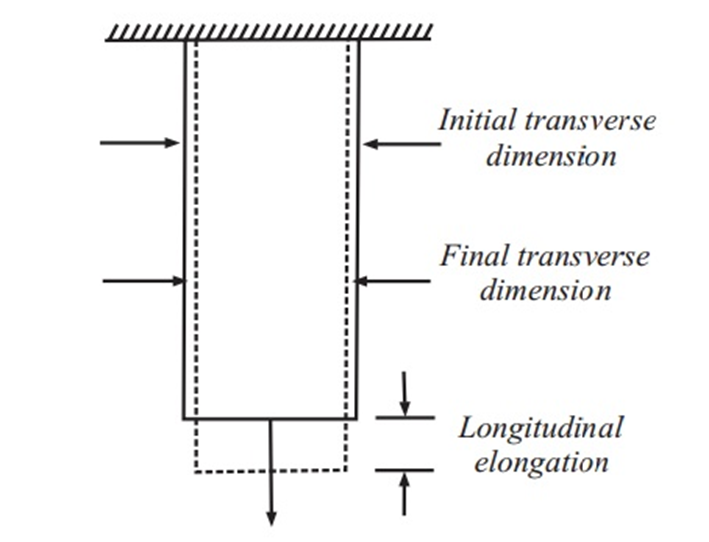 Initial transverse
dimension
Final transverse
dimension
Longitudinal
elongation